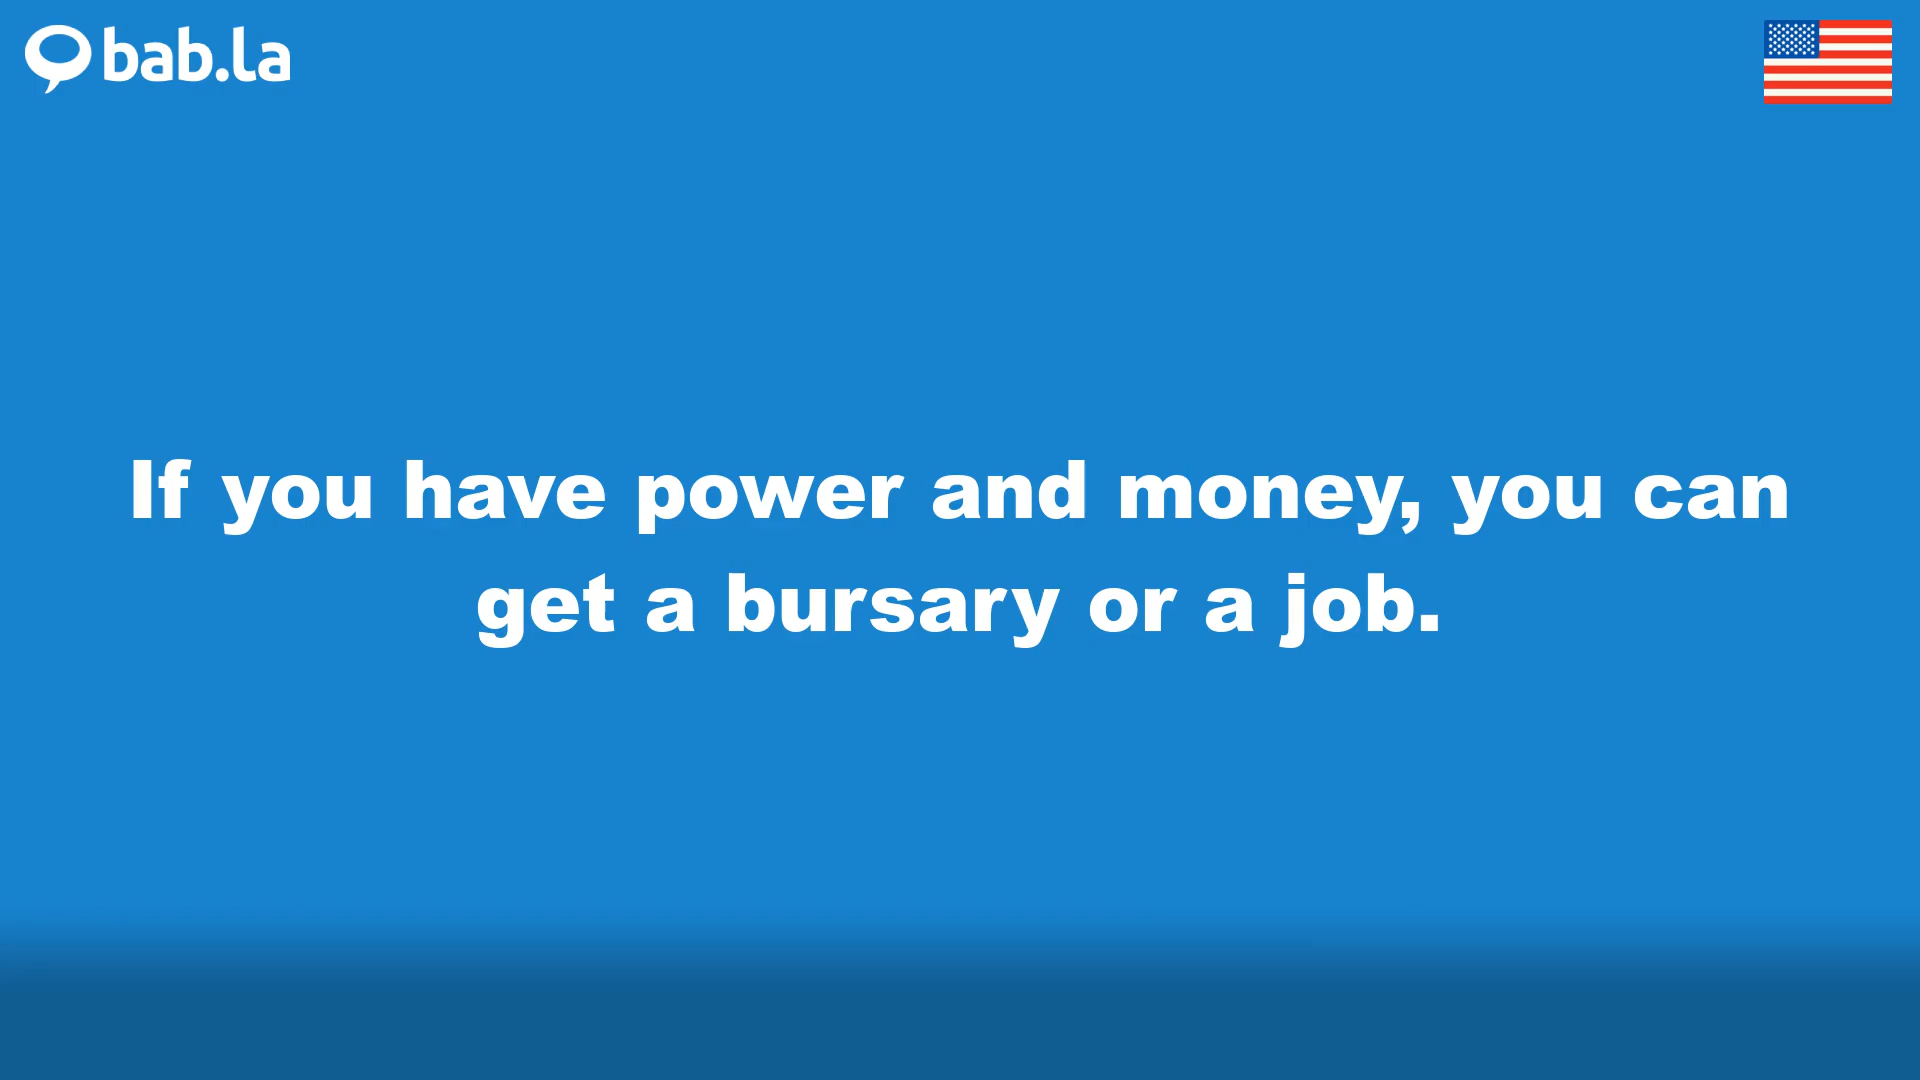 bab.la
If you have power and money, you can
get a bursary or a job.